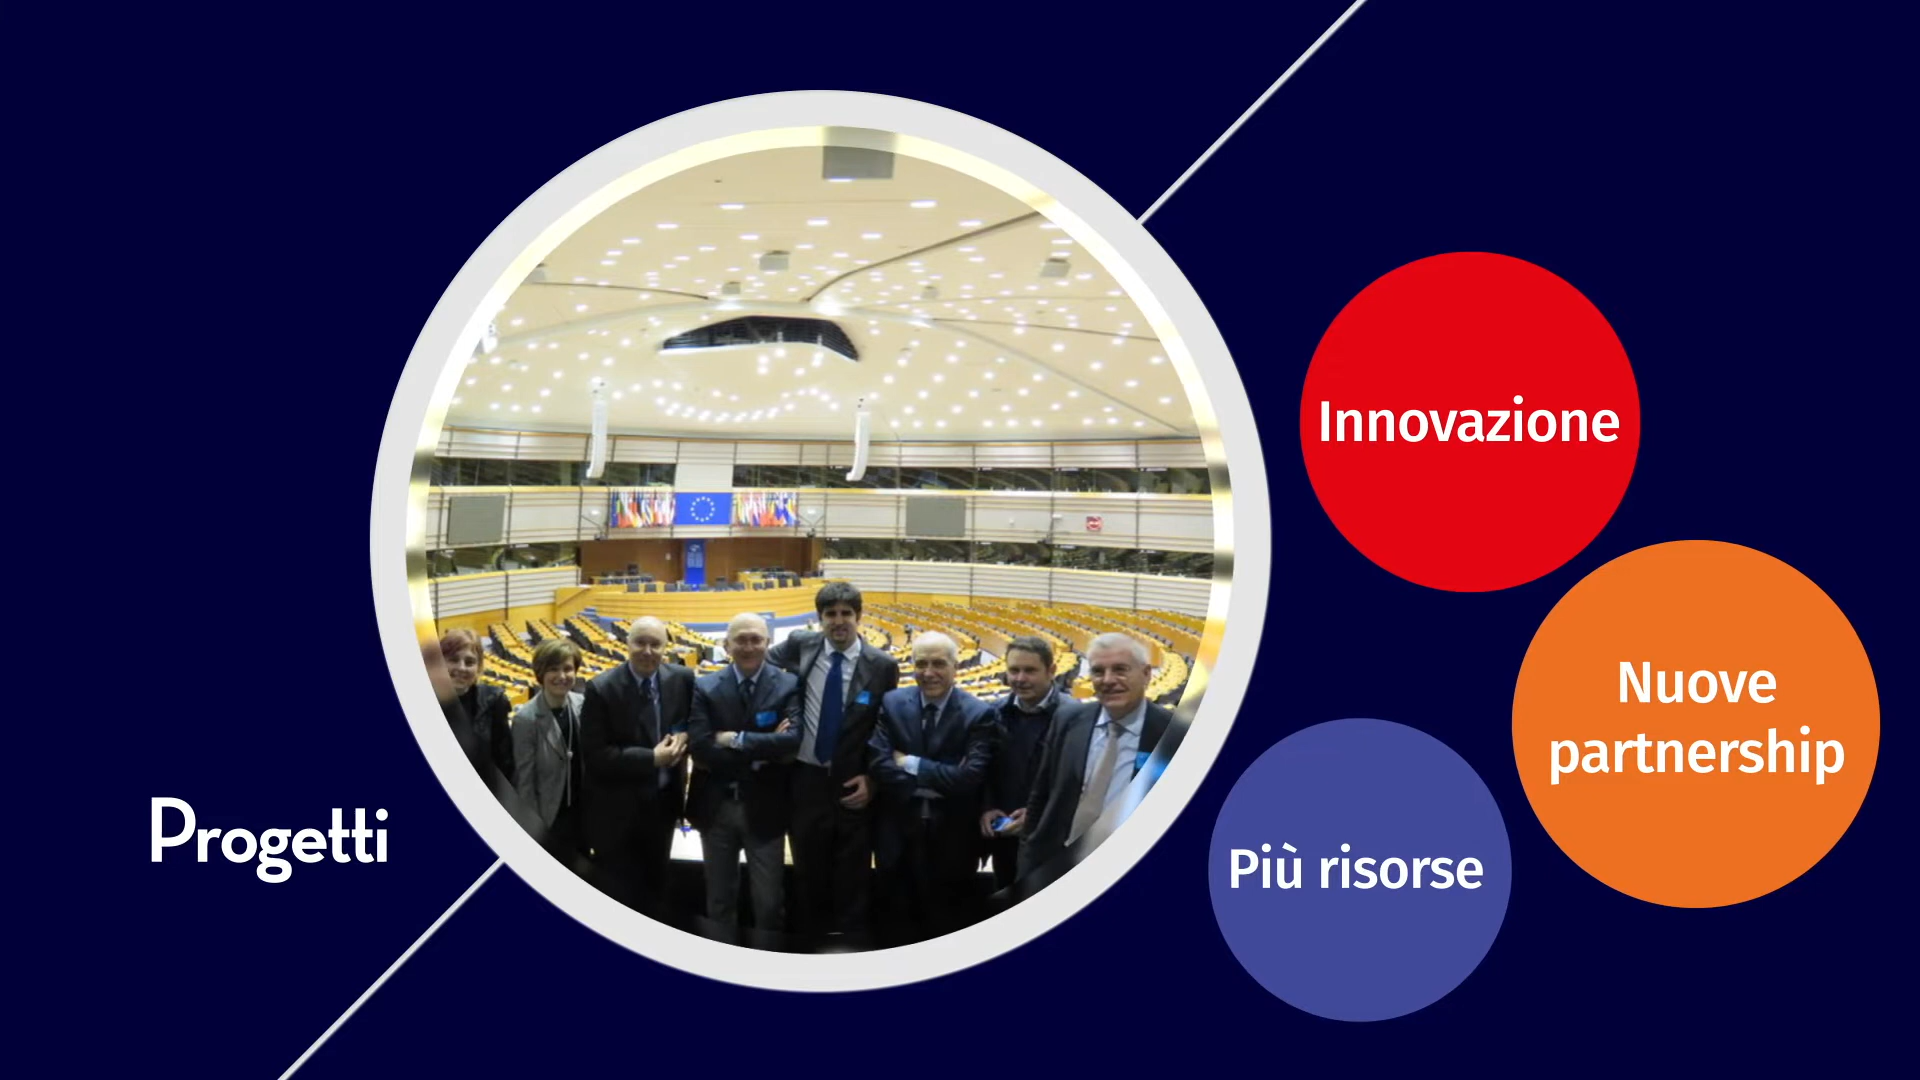 Progetti
Innovazione
Nuove
partnership
Più risorse